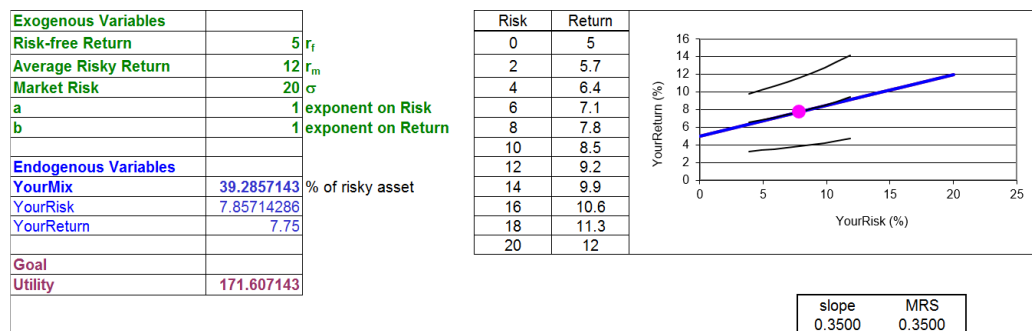 Exogenous Variables
Risk-free Return 5 rf
Average Risky Return 12 rm
Market Risk 20 σ
a 1 exponent on Risk
b 1 exponent on Return
Endogenous Variables
YourMix 39.2857143 % of risky asset
YourRisk 7.85714286
YourReturn 7.75
Goal
Utility 171.607143
Risk Return
0 5
2 5.7
4 6.4
6 7.1
8 7.8
10 8.5
12 9.2
14 9.9
16 10.6
18 11.3
20 12
YourReturn (%)
16
14
12
10
8
6
4
2
0
0 5 10 15 20 25
YourRisk (%)
slope MRS
0.3500 0.3500